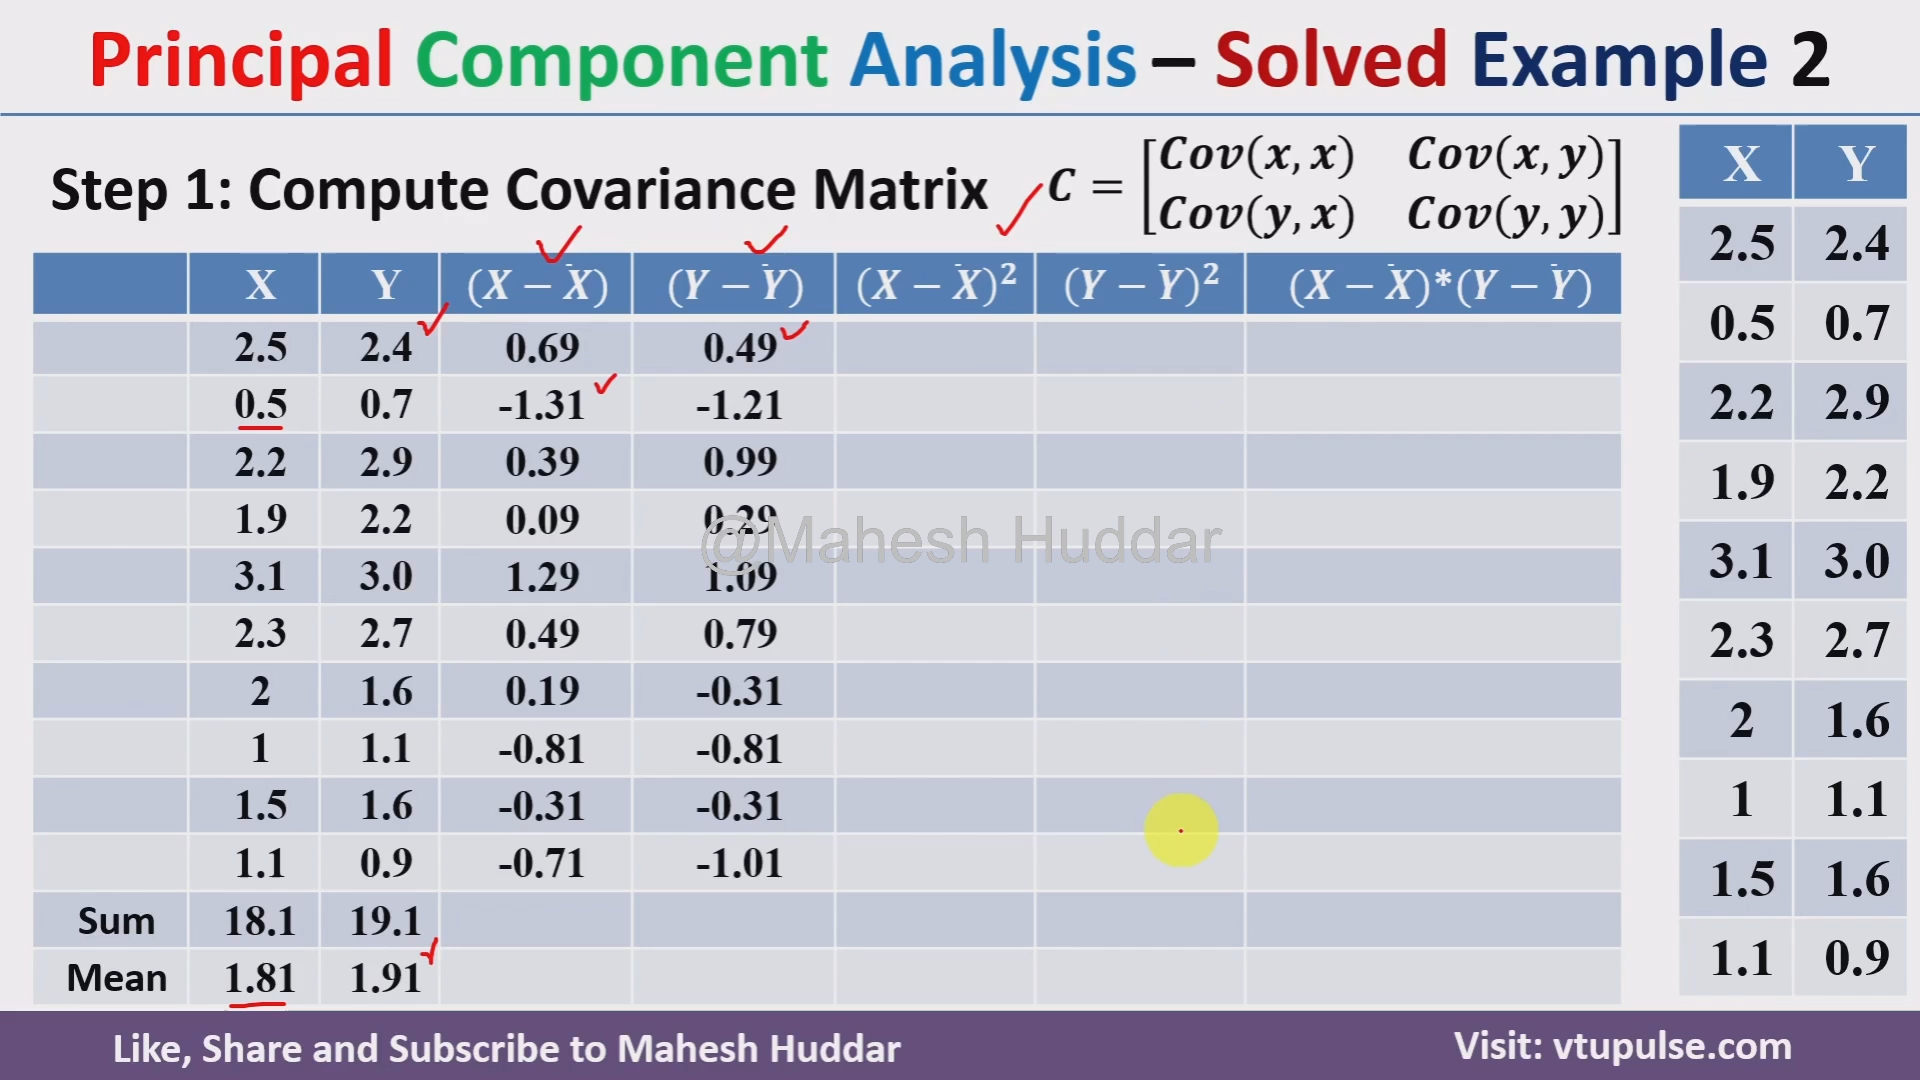 Principal Component Analysis – Solved Example 2
Step 1: Compute Covariance Matrix
C = [Cov(x, x) Cov(x, y)
Cov(y, x) Cov(y, y)]
X Y (X − X̄) (Y − Ȳ) (X − X̄)² (Y − Ȳ)² (X − X̄)*(Y − Ȳ)
2.5 2.4 0.69 0.49
0.5 0.7 -1.31 -1.21
2.2 2.9 0.39 0.99
1.9 2.2 0.09 0.29
3.1 3.0 1.29 1.09
2.3 2.7 0.49 0.79
2 1.6 0.19 -0.31
1 1.1 -0.81 -0.81
1.5 1.6 -0.31 -0.31
1.1 0.9 -0.71 -1.01
Sum 18.1 19.1
Mean 1.81 1.91
@Mahesh Huddar
X Y
2.5 2.4
0.5 0.7
2.2 2.9
1.9 2.2
3.1 3.0
2.3 2.7
2 1.6
1 1.1
1.5 1.6
1.1 0.9
Like, Share and Subscribe to Mahesh Huddar
Visit: vtupulse.com